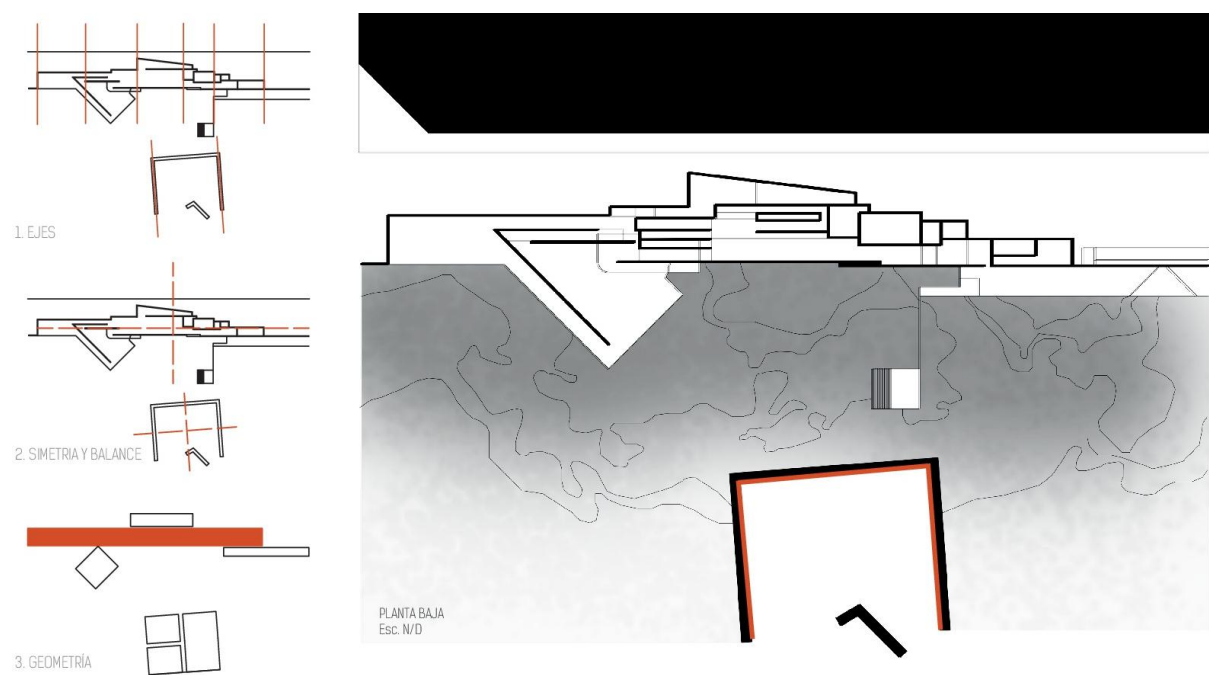 1. EJES
2. SIMETRIA Y BALANCE
3. GEOMETRÍA
PLANTA BAJA
Esc. N/D